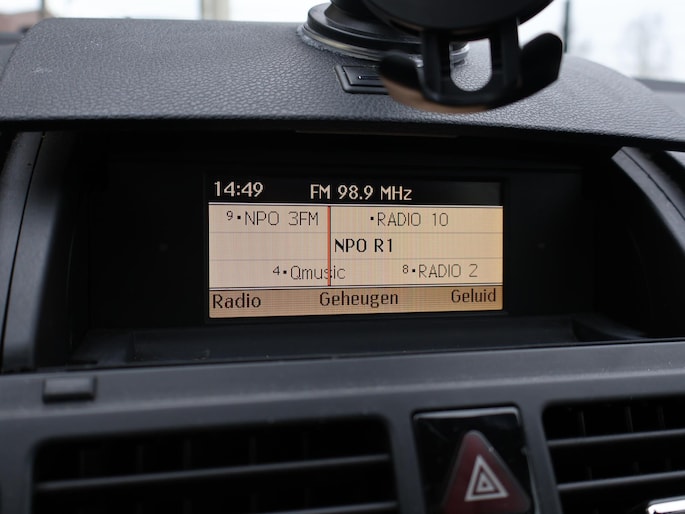 14:49 FM 98.9 MHz
9•NPO 3FM •RADIO 10
NPO R1
4•Qmusic 8•RADIO 2
Radio Geheugen Geluid